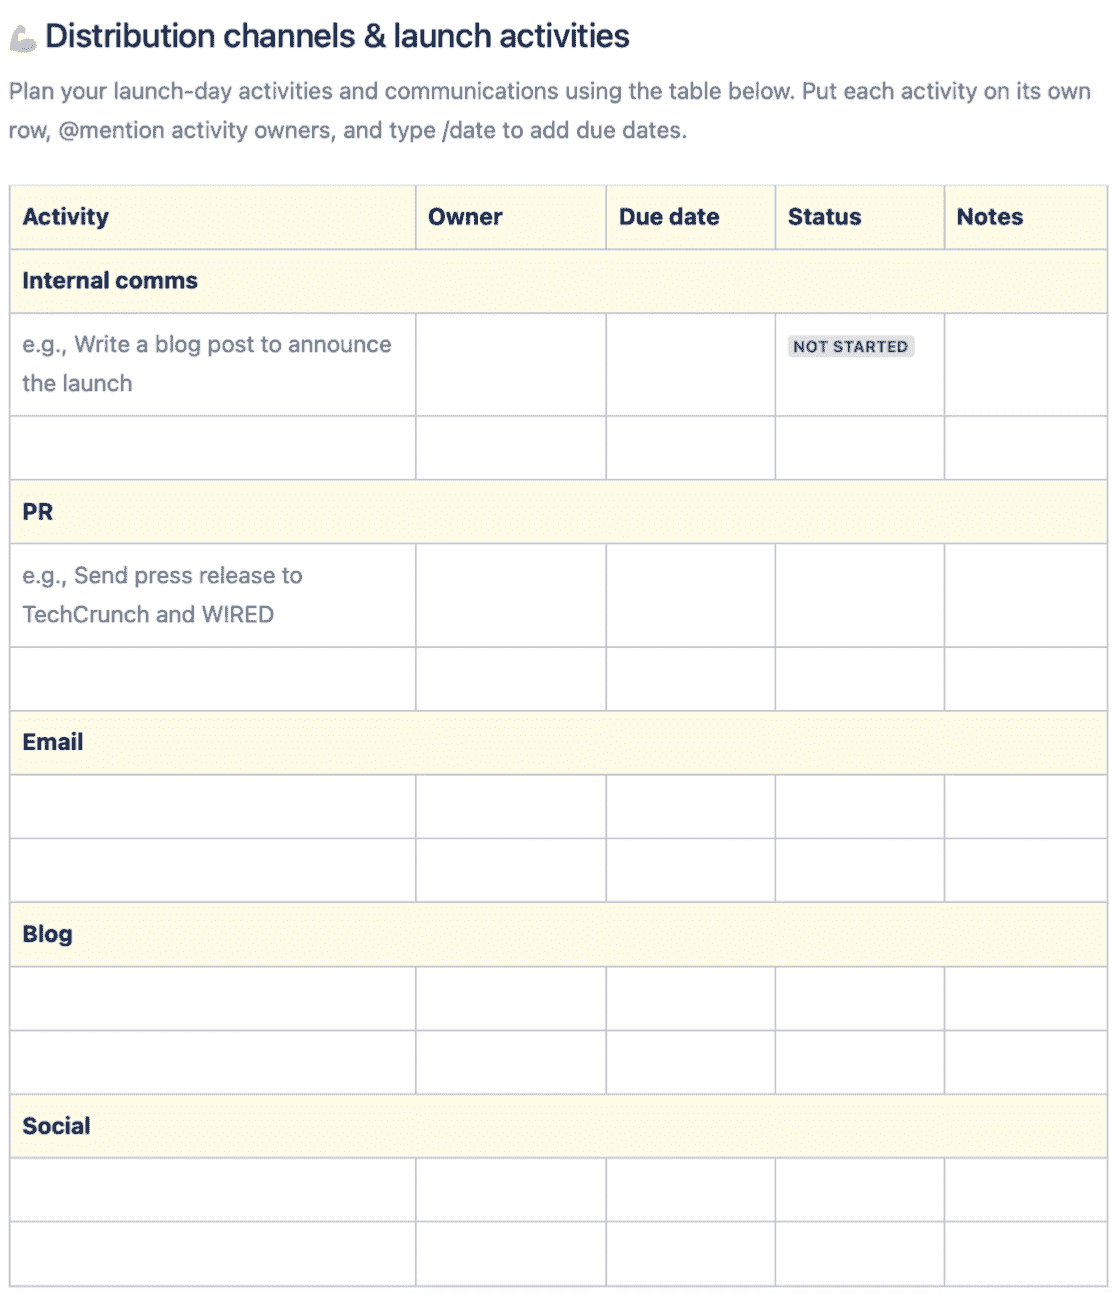 Distribution channels & launch activities
Plan your launch-day activities and communications using the table below. Put each activity on its own
row, @mention activity owners, and type /date to add due dates.
Activity Owner Due date Status Notes
Internal comms
e.g., Write a blog post to announce NOT STARTED
the launch
PR
e.g., Send press release to
TechCrunch and WIRED
Email
Blog
Social